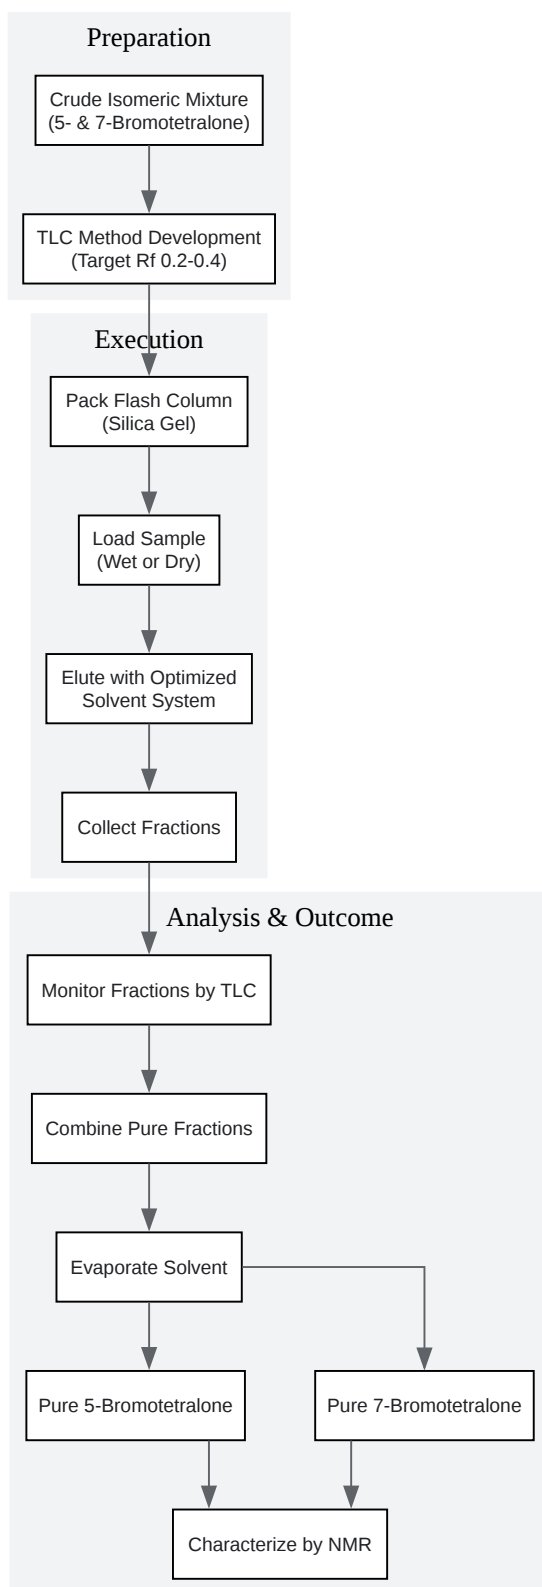 Preparation
Crude Isomeric Mixture
(5- & 7-Bromotetralone)
TLC Method Development
(Target Rf 0.2-0.4)
Execution
Pack Flash Column
(Silica Gel)
Load Sample
(Wet or Dry)
Elute with Optimized
Solvent System
Collect Fractions
Analysis & Outcome
Monitor Fractions by TLC
Combine Pure Fractions
Evaporate Solvent
Pure 5-Bromotetralone
Pure 7-Bromotetralone
Characterize by NMR